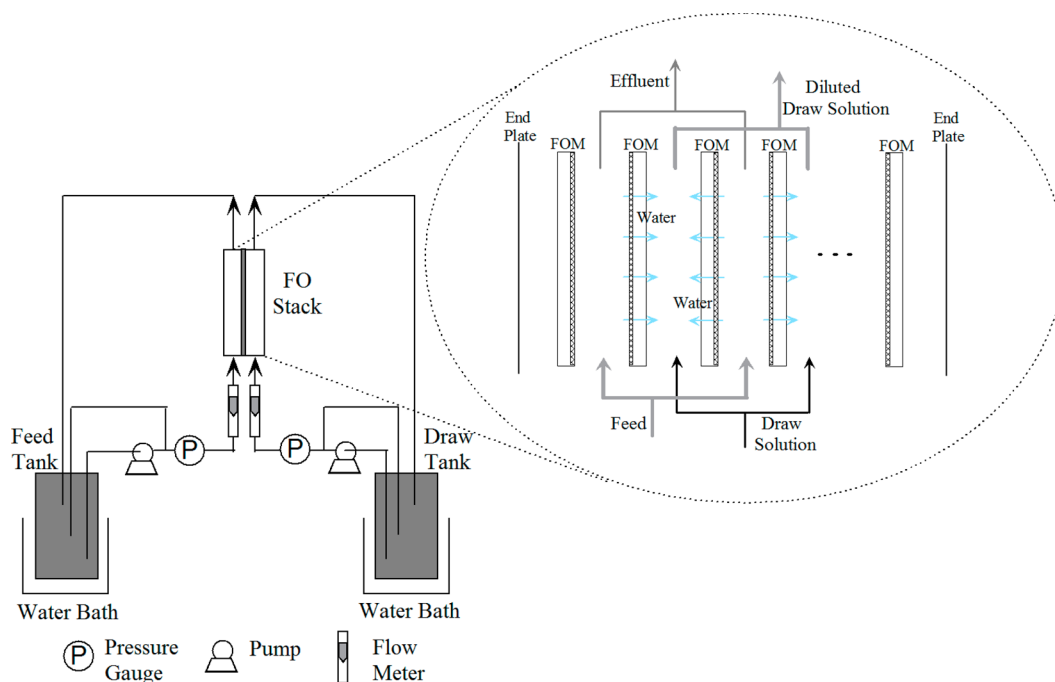 Effluent
Diluted
Draw Solution
End
Plate
FOM
FOM
FOM
FOM
FOM
End
Plate
Water
Water
. . .
Feed
Draw
Solution
FO
Stack
Feed
Tank
P
P
Draw
Tank
Water Bath
Water Bath
P
Pressure
Gauge
Pump
Flow
Meter